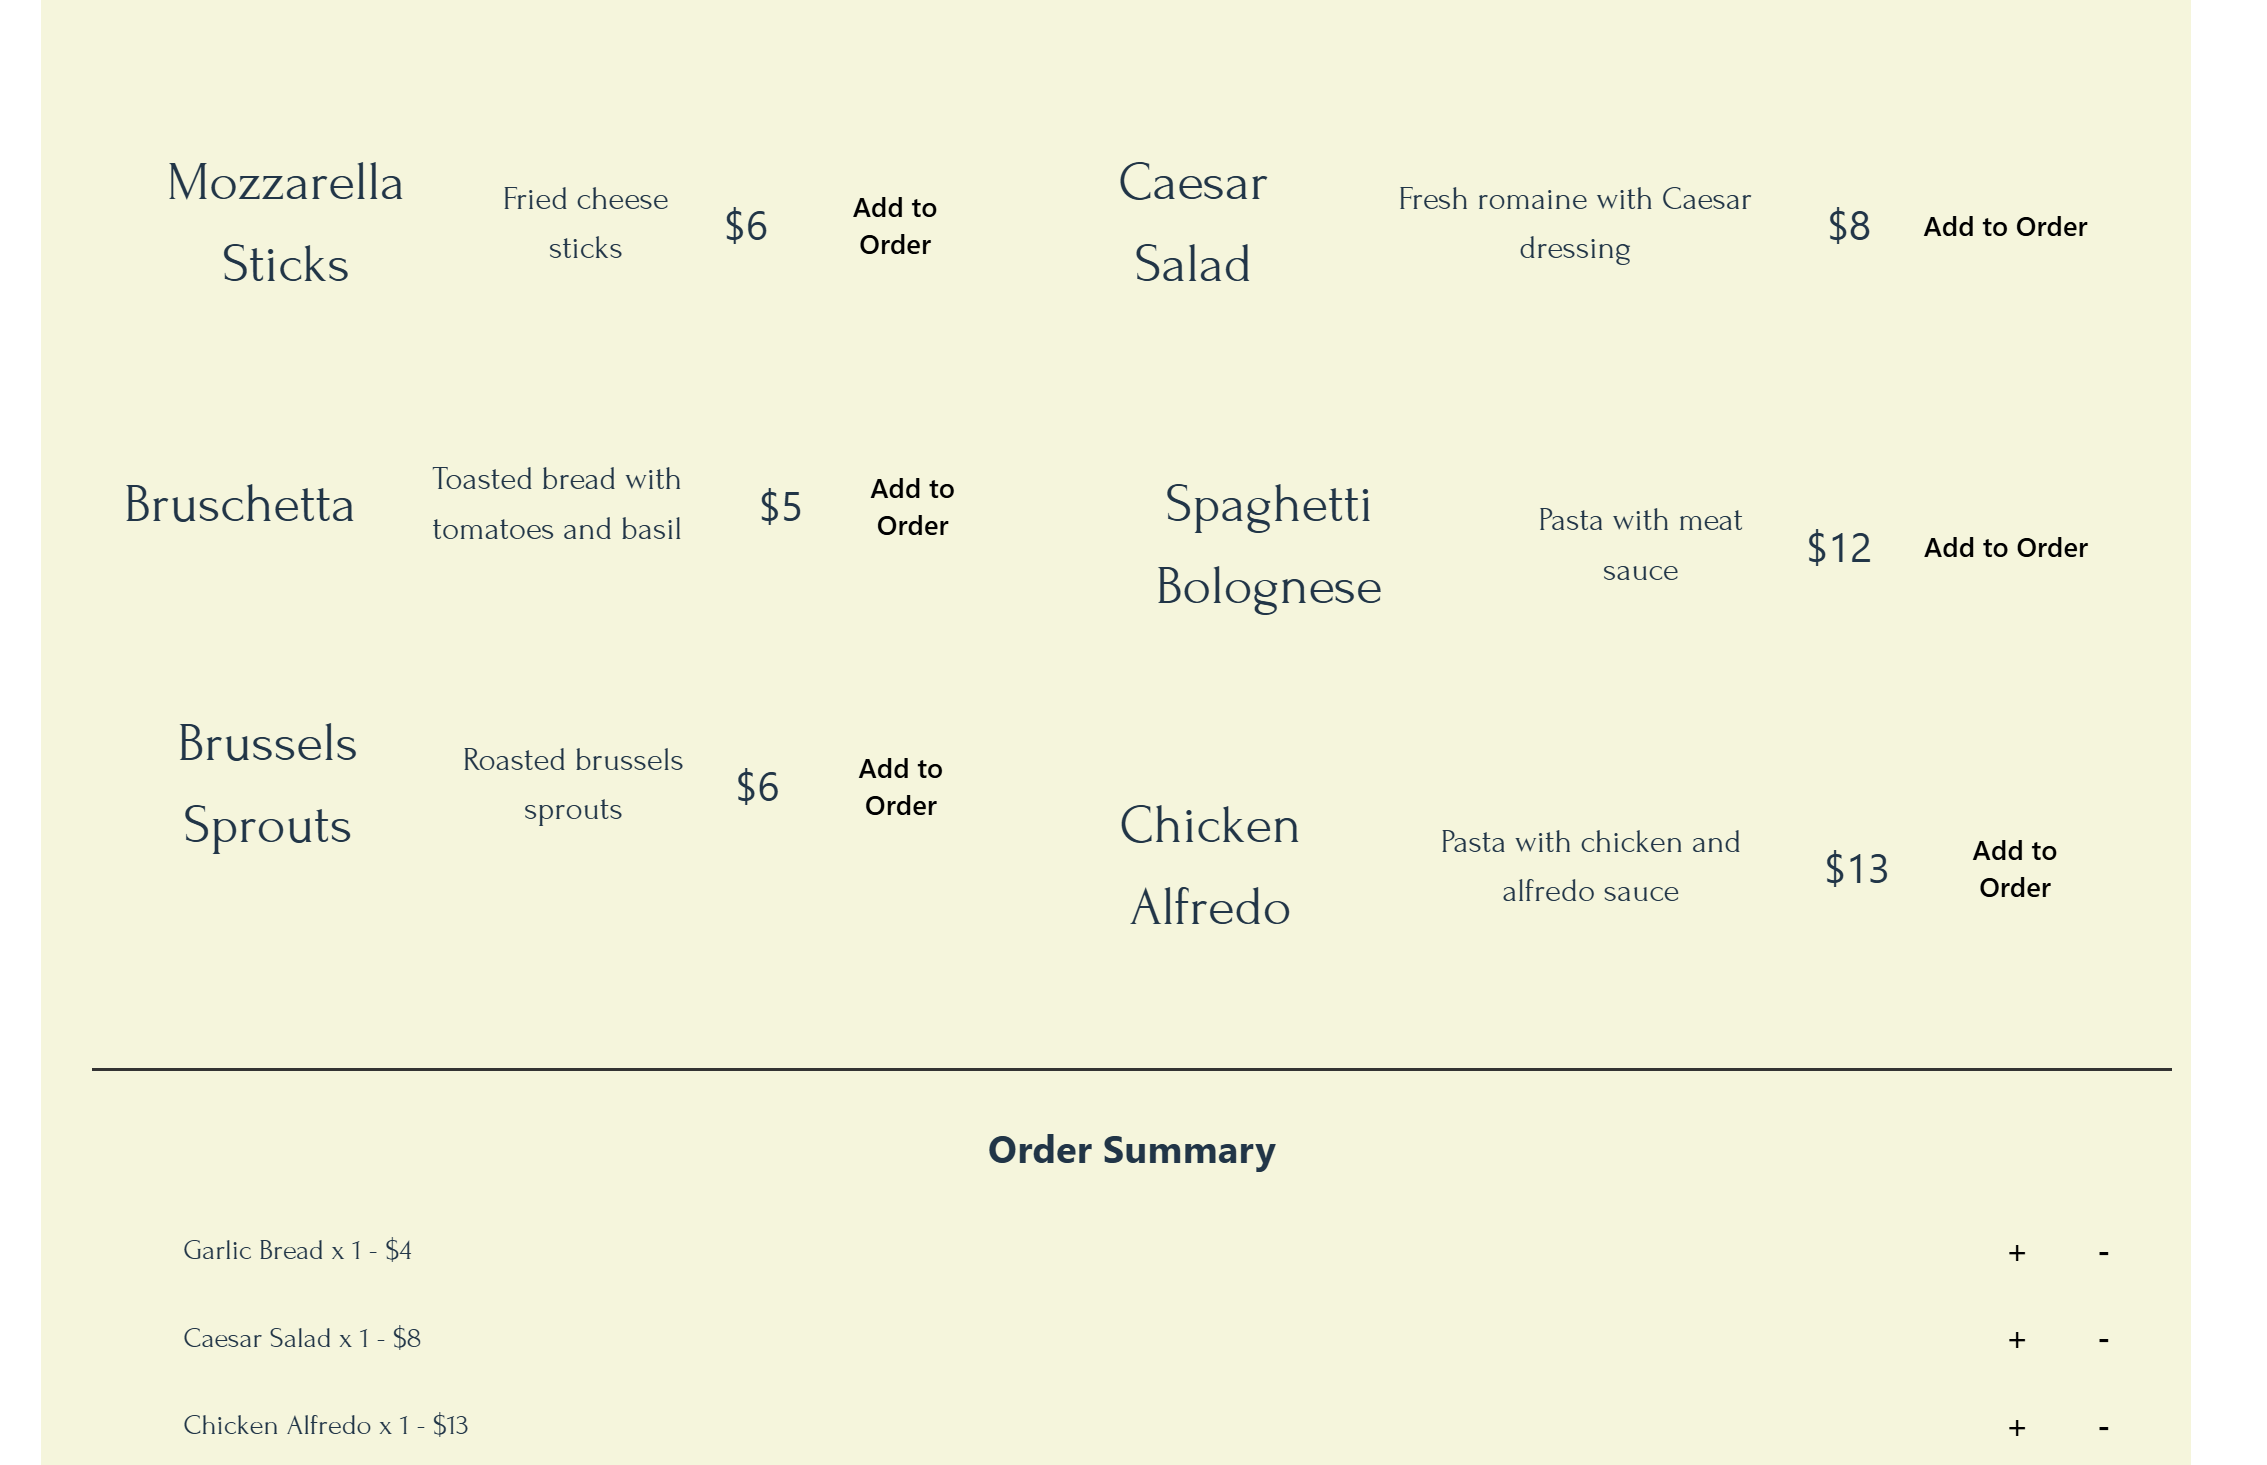 Mozzarella
Sticks
Fried cheese
sticks
$6
Add to
Order
Caesar
Salad
Fresh romaine with Caesar
dressing
$8
Add to Order
Bruschetta
Toasted bread with
tomatoes and basil
$5
Add to
Order
Spaghetti
Bolognese
Pasta with meat
sauce
$12
Add to Order
Brussels
Sprouts
Roasted brussels
sprouts
$6
Add to
Order
Chicken
Alfredo
Pasta with chicken and
alfredo sauce
$13
Add to
Order
Order Summary
Garlic Bread x 1 - $4 + -
Caesar Salad x 1 - $8 + -
Chicken Alfredo x 1 - $13 + -